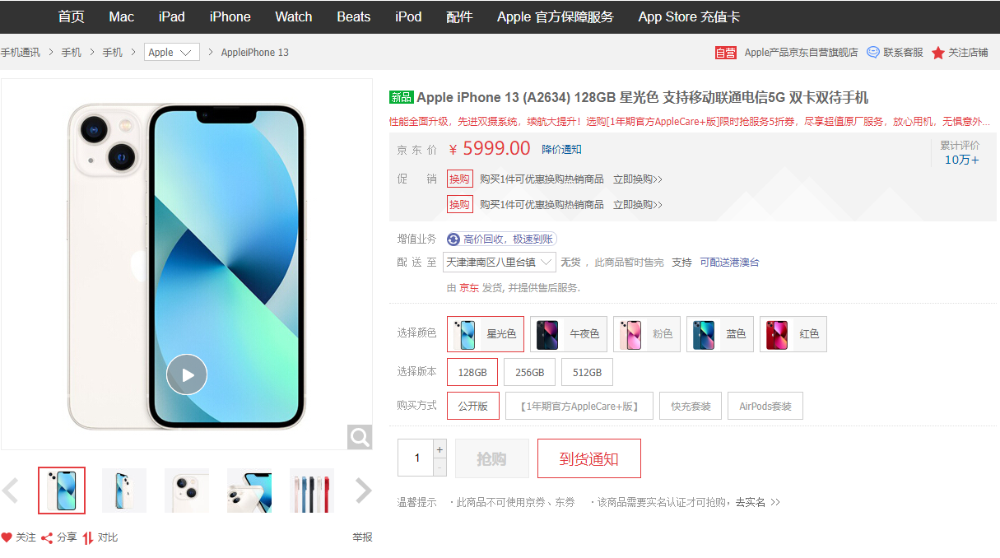 首页 Mac iPad iPhone Watch Beats iPod 配件 Apple 官方保障服务 App Store 充值卡
手机通讯 > 手机 > 手机 > Apple > AppleiPhone 13 自营 Apple产品京东自营旗舰店 联系客服 关注店铺
新品 Apple iPhone 13 (A2634) 128GB 星光色 支持移动联通电信5G 双卡双待手机
性能全面升级，先进双摄系统，续航大提升！选购[1年期官方AppleCare+版]限时抢服务5折券，尽享超值原厂服务，放心用机，无惧意外...
京东价 ￥ 5999.00 降价通知 累计评价
10万+
促销 换购 购买1件可优惠换购热销商品 立即换购>>
换购 购买1件可优惠换购热销商品 立即换购>>
增值业务 高价回收，极速到账
配送至 天津津南区八里台镇 无货 ，此商品暂时售完 支持 可配送港澳台
由 京东 发货, 并提供售后服务.
选择颜色 星光色 午夜色 粉色 蓝色 红色
选择版本 128GB 256GB 512GB
购买方式 公开版 【1年期官方AppleCare+版】 快充套装 AirPods套装
1 + - 抢购 到货通知
温馨提示 ·此商品不可使用京券、东券 ·该商品需要实名认证才可抢购，去实名 >>
关注 分享 对比 举报